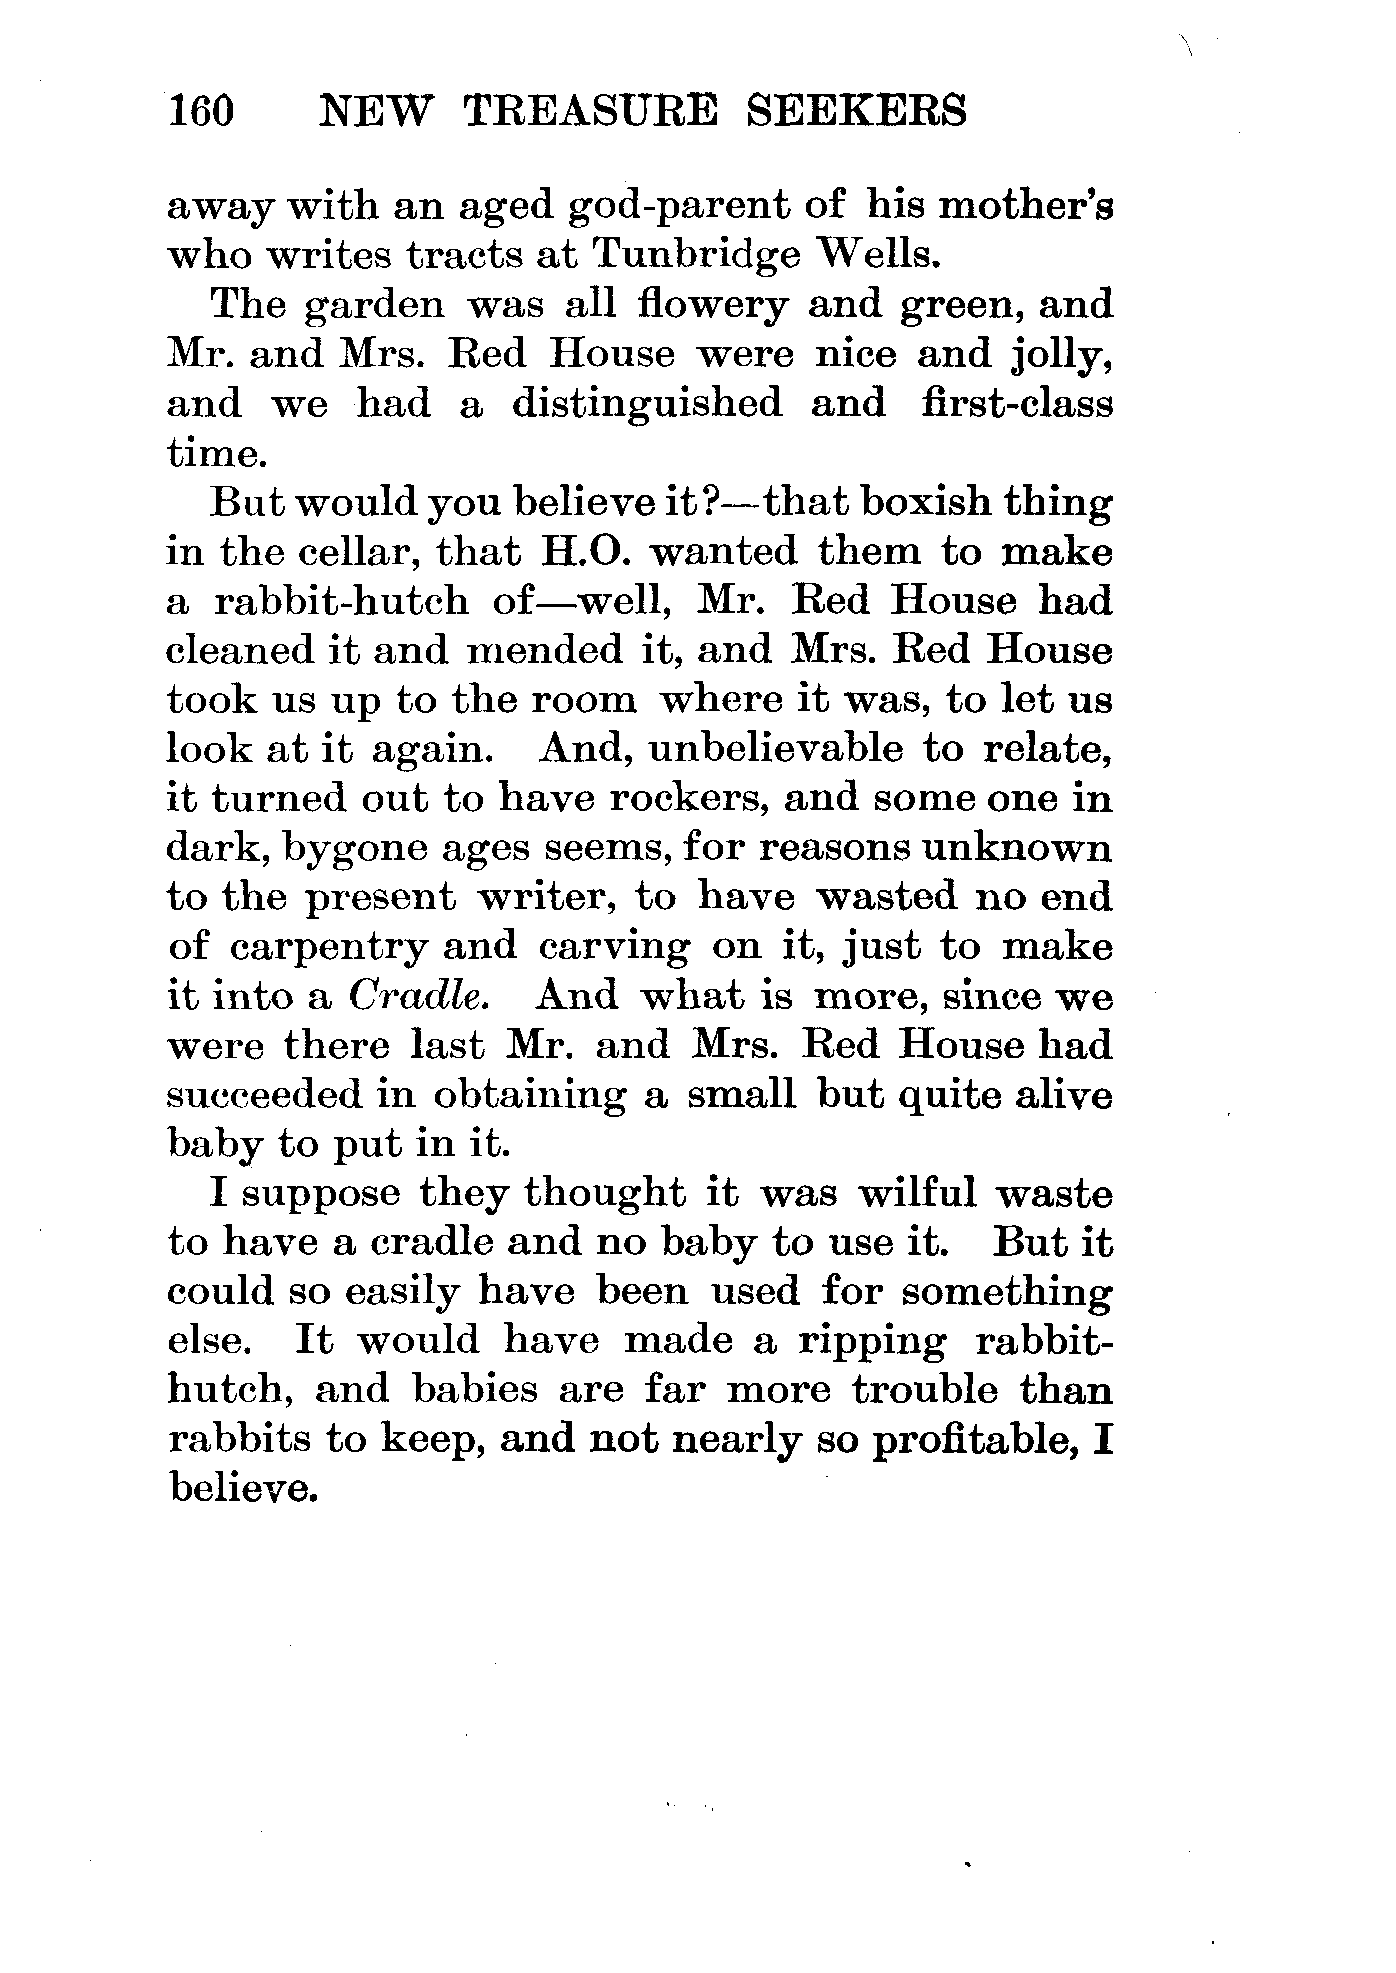 160 NEW TREASURE SEEKERS
away with an aged god-parent of his mother's
who writes tracts at Tunbridge Wells.
The garden was all flowery and green, and
Mr. and Mrs. Red House were nice and jolly,
and we had a distinguished and first-class
time.
But would you believe it?—that boxish thing
in the cellar, that H.O. wanted them to make
a rabbit-hutch of—well, Mr. Red House had
cleaned it and mended it, and Mrs. Red House
took us up to the room where it was, to let us
look at it again. And, unbelievable to relate,
it turned out to have rockers, and some one in
dark, bygone ages seems, for reasons unknown
to the present writer, to have wasted no end
of carpentry and carving on it, just to make
it into a Cradle. And what is more, since we
were there last Mr. and Mrs. Red House had
succeeded in obtaining a small but quite alive
baby to put in it.
I suppose they thought it was wilful waste
to have a cradle and no baby to use it. But it
could so easily have been used for something
else. It would have made a ripping rabbit-
hutch, and babies are far more trouble than
rabbits to keep, and not nearly so profitable, I
believe.